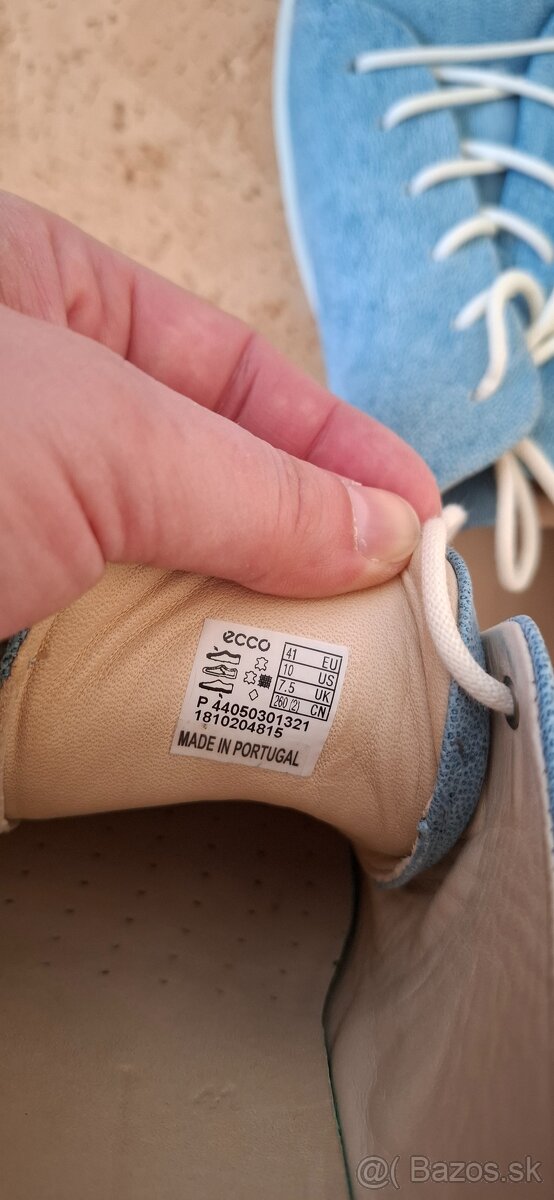 ecco
41 EU
10 US
7.5 UK
260 (2) CN
P 44050301321
1810204815
MADE IN PORTUGAL
@( Bazos.sk